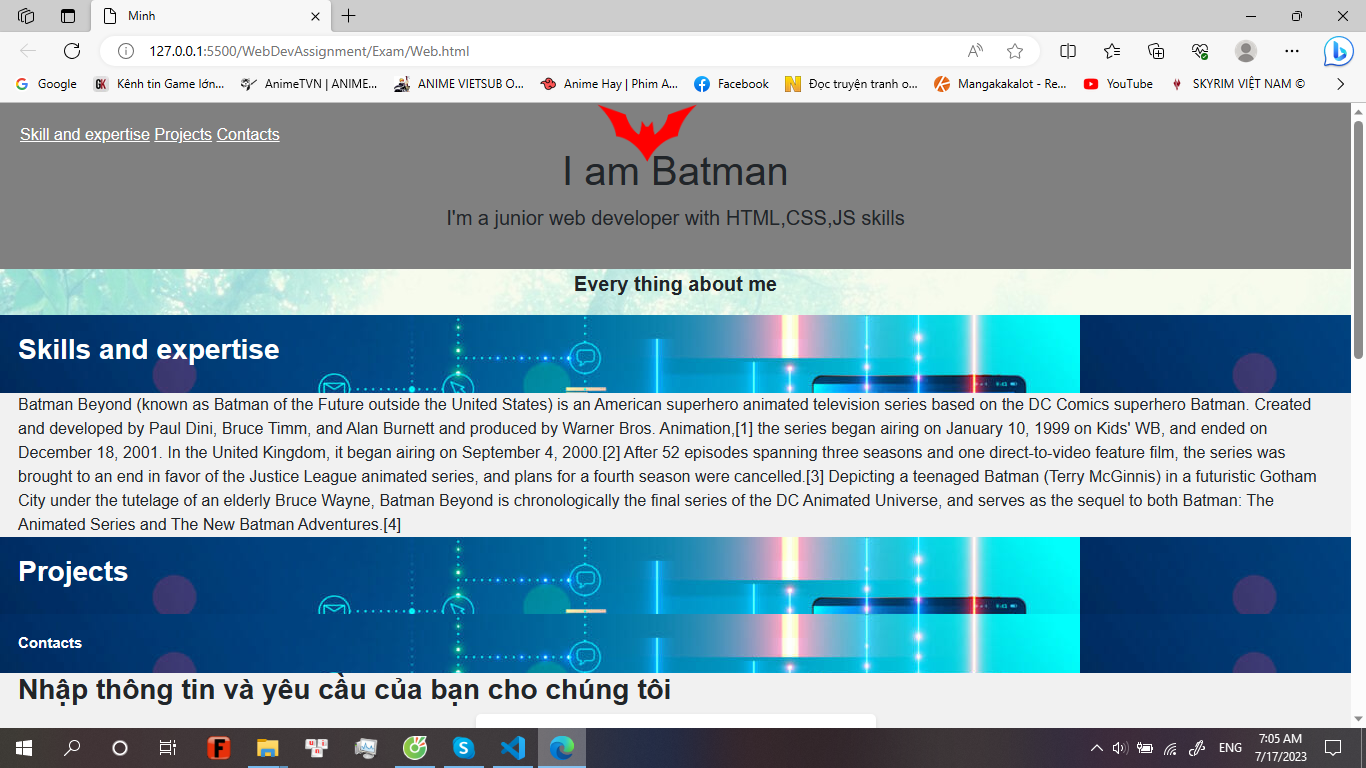 Minh
127.0.0.1:5500/WebDevAssignment/Exam/Web.html
Google
Kênh tin Game lớn...
AnimeTVN | ANIME...
ANIME VIETSUB O...
Anime Hay | Phim A...
Facebook
Đọc truyện tranh o...
Mangakakalot - Re...
YouTube
SKYRIM VIỆT NAM ©
Skill and expertise Projects Contacts
I am Batman
I'm a junior web developer with HTML,CSS,JS skills
Every thing about me
Skills and expertise
Batman Beyond (known as Batman of the Future outside the United States) is an American superhero animated television series based on the DC Comics superhero Batman. Created
and developed by Paul Dini, Bruce Timm, and Alan Burnett and produced by Warner Bros. Animation,[1] the series began airing on January 10, 1999 on Kids' WB, and ended on
December 18, 2001. In the United Kingdom, it began airing on September 4, 2000.[2] After 52 episodes spanning three seasons and one direct-to-video feature film, the series was
brought to an end in favor of the Justice League animated series, and plans for a fourth season were cancelled.[3] Depicting a teenaged Batman (Terry McGinnis) in a futuristic Gotham
City under the tutelage of an elderly Bruce Wayne, Batman Beyond is chronologically the final series of the DC Animated Universe, and serves as the sequel to both Batman: The
Animated Series and The New Batman Adventures.[4]
Projects
Contacts
Nhập thông tin và yêu cầu của bạn cho chúng tôi
ENG
7:05 AM
7/17/2023